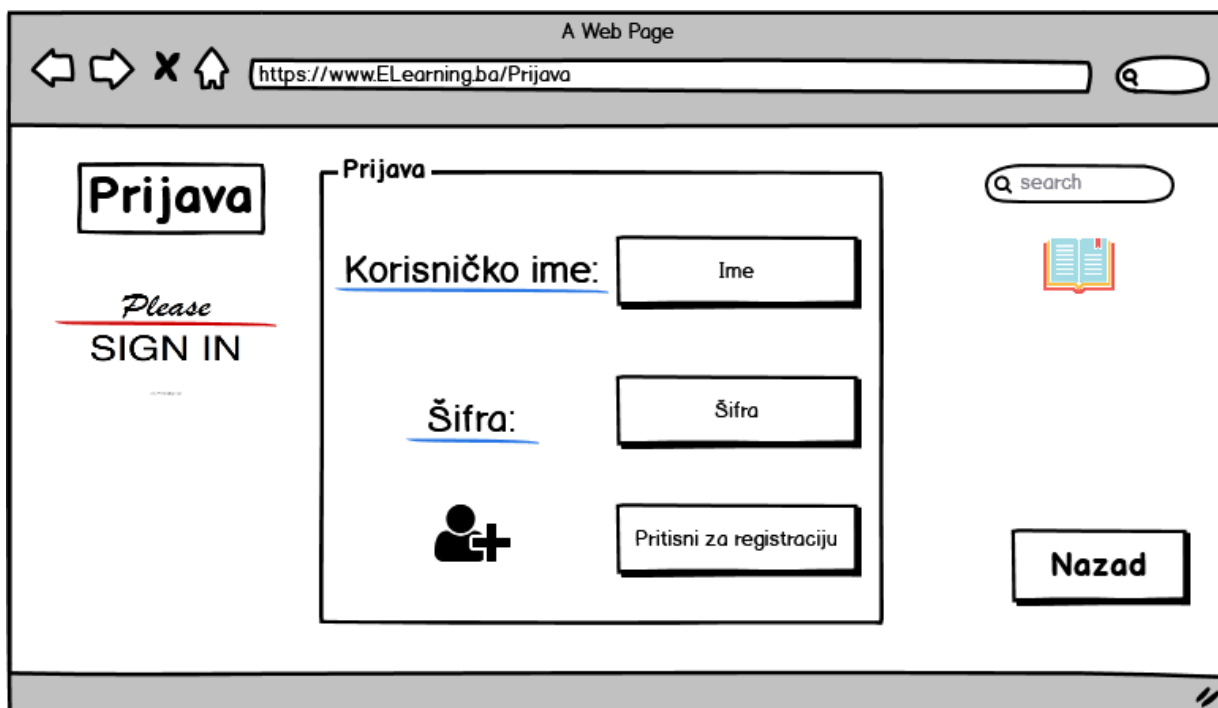 A Web Page
https://www.ELearning.ba/Prijava
Prijava
Prijava
search
Korisničko ime:
Ime
Please
SIGN IN
Šifra:
Šifra
Pritisni za registraciju
Nazad